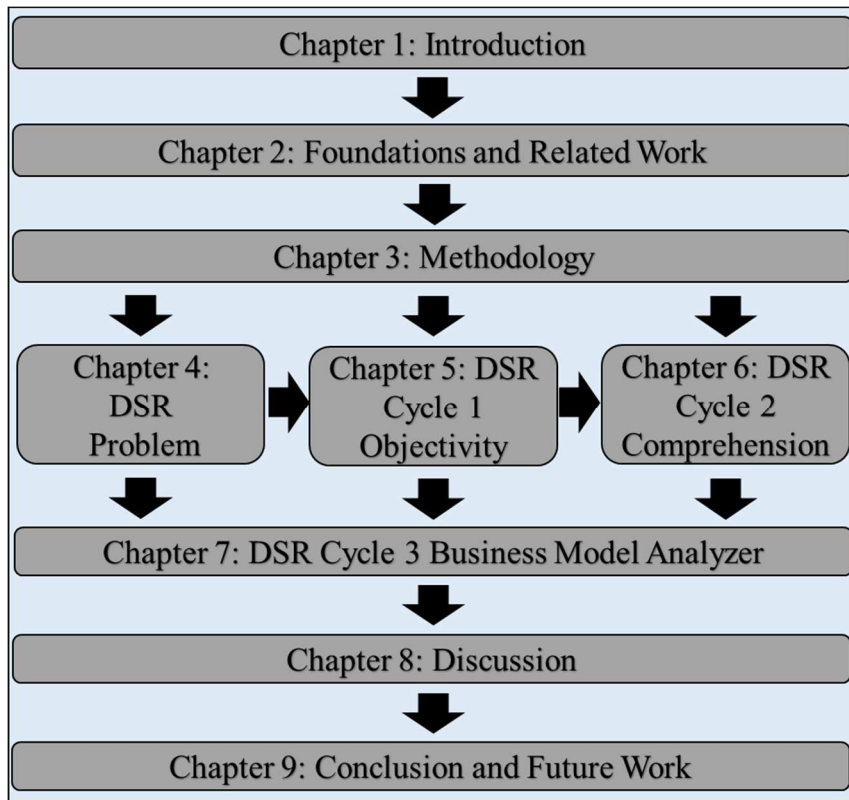 Chapter 1: Introduction
Chapter 2: Foundations and Related Work
Chapter 3: Methodology
Chapter 4:
DSR
Problem
Chapter 5: DSR
Cycle 1
Objectivity
Chapter 6: DSR
Cycle 2
Comprehension
Chapter 7: DSR Cycle 3 Business Model Analyzer
Chapter 8: Discussion
Chapter 9: Conclusion and Future Work